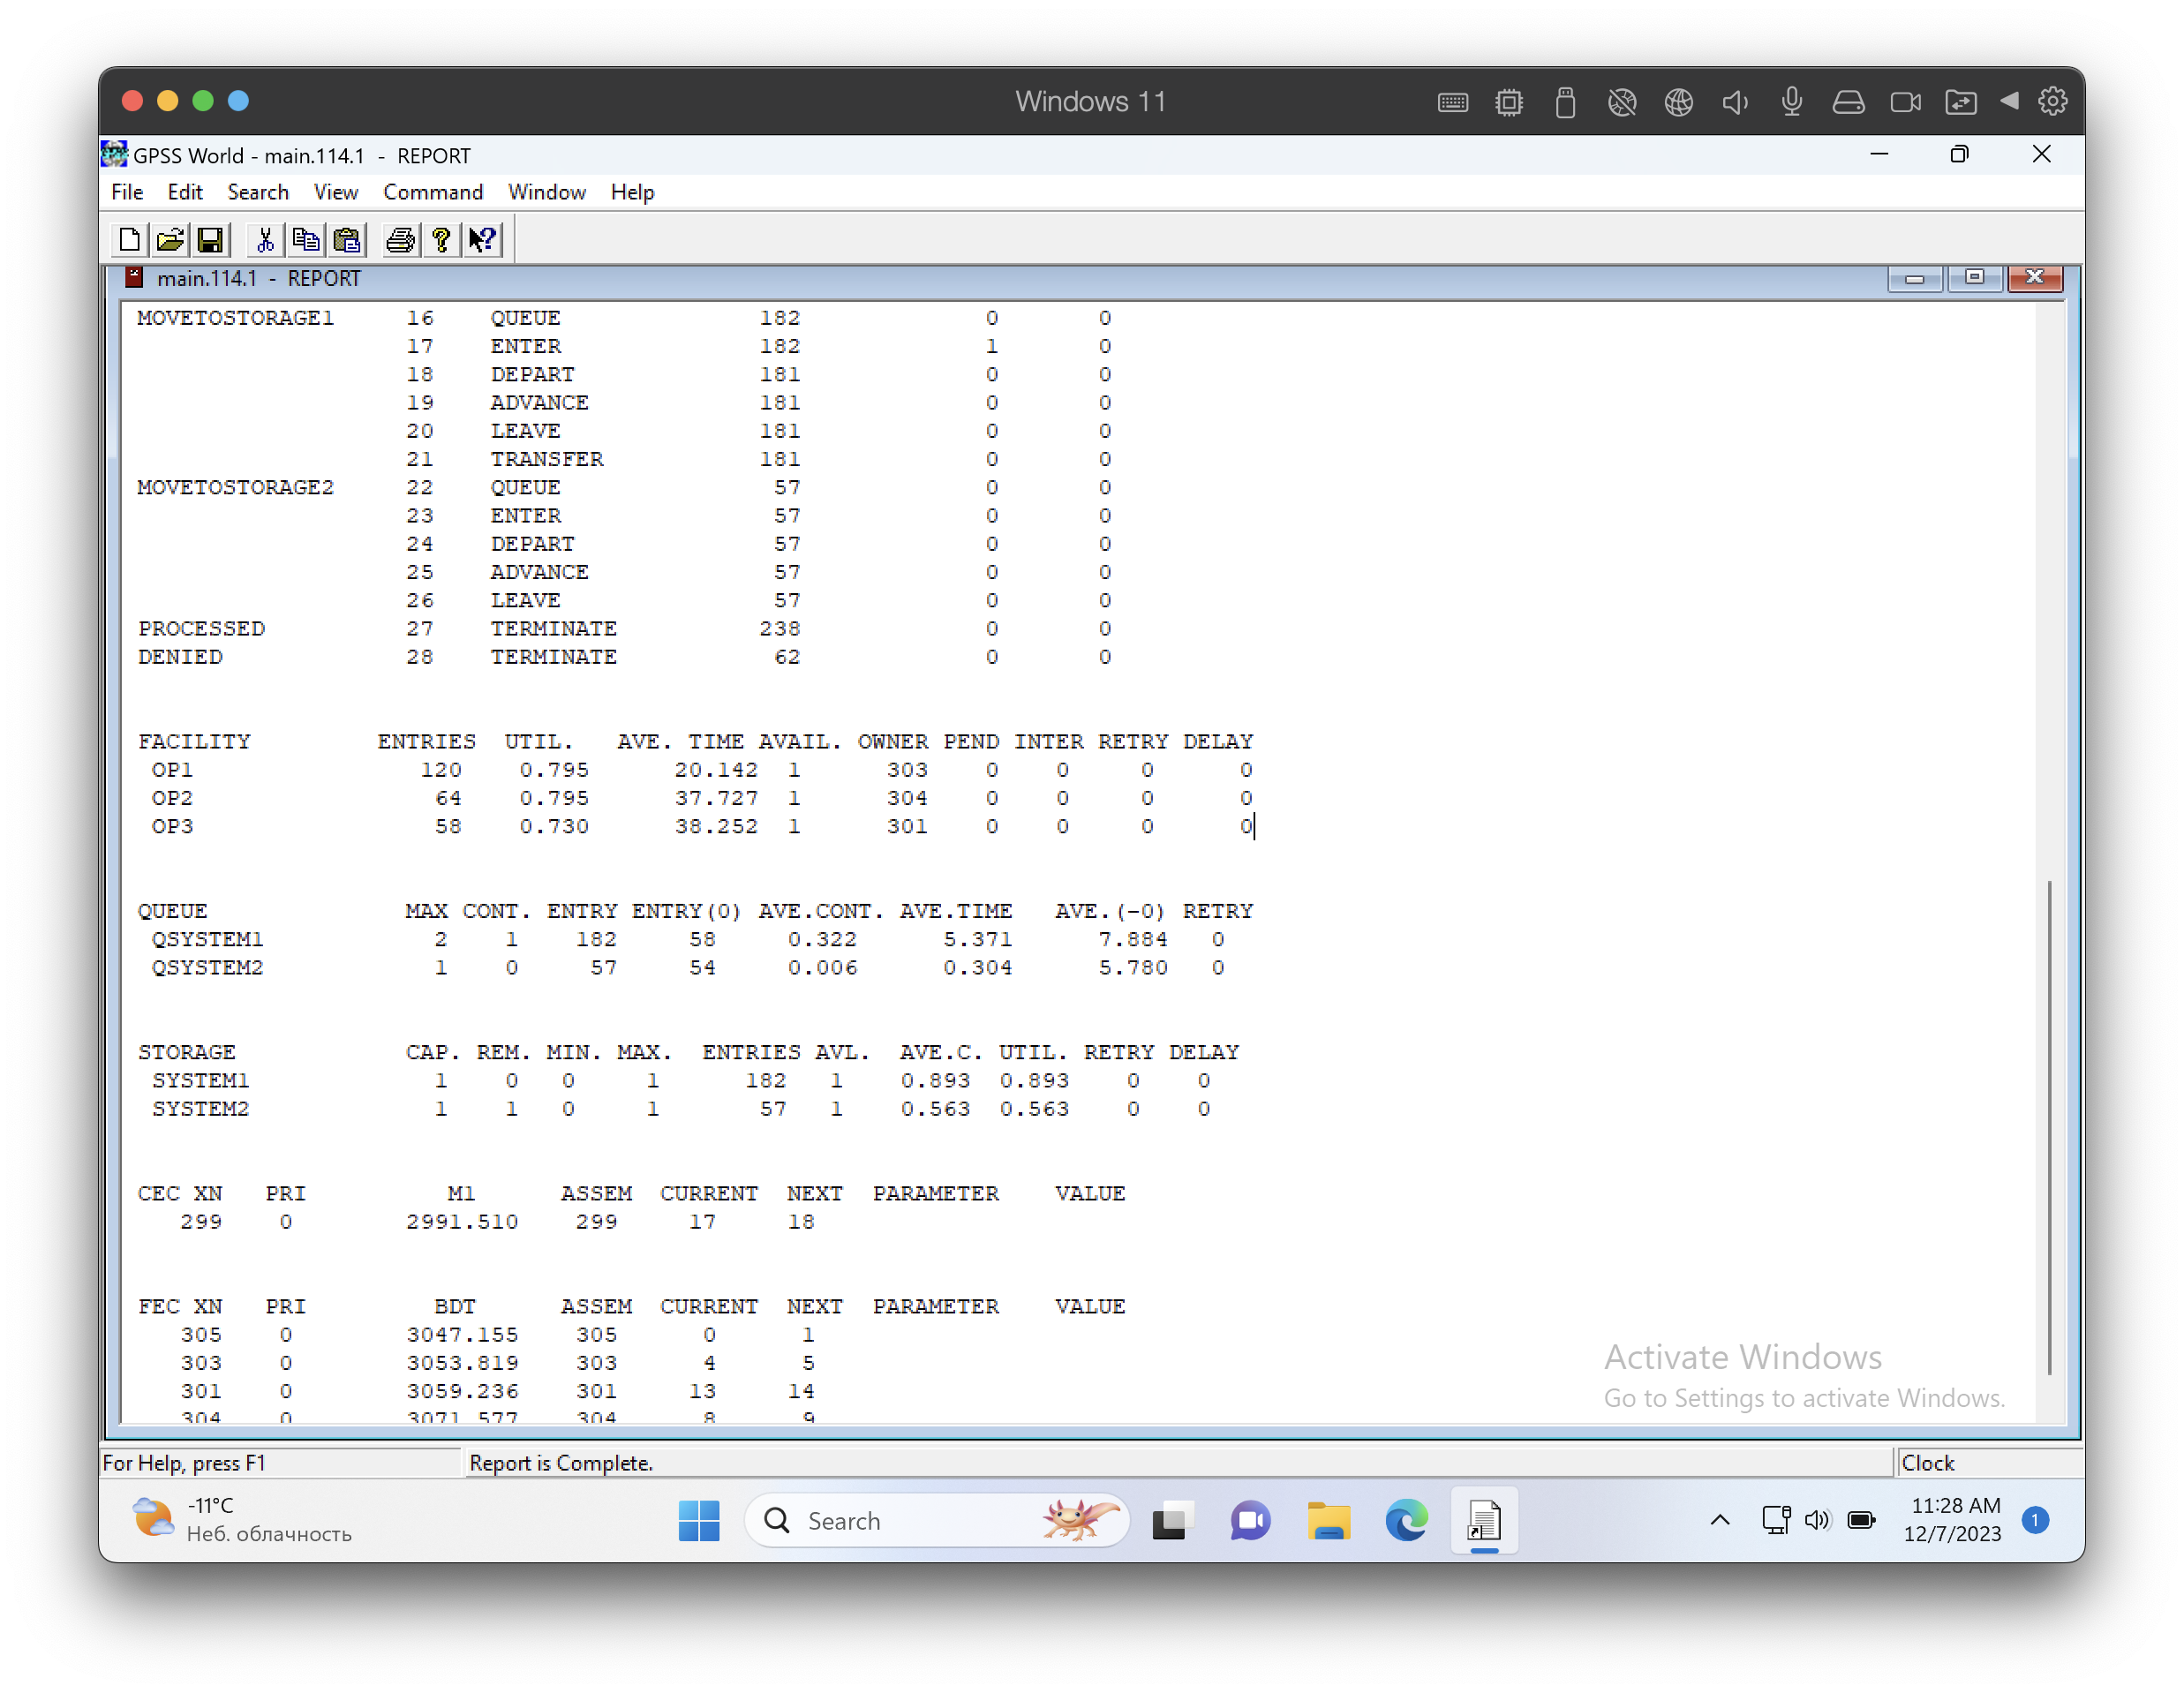 Windows 11
GPSS World - main.114.1 - REPORT
File Edit Search View Command Window Help
main.114.1 - REPORT
MOVETOSTORAGE1 16 QUEUE 182 0 0
17 ENTER 182 1 0
18 DEPART 181 0 0
19 ADVANCE 181 0 0
20 LEAVE 181 0 0
21 TRANSFER 181 0 0
MOVETOSTORAGE2 22 QUEUE 57 0 0
23 ENTER 57 0 0
24 DEPART 57 0 0
25 ADVANCE 57 0 0
26 LEAVE 57 0 0
PROCESSED 27 TERMINATE 238 0 0
DENIED 28 TERMINATE 62 0 0
FACILITY ENTRIES UTIL. AVE. TIME AVAIL. OWNER PEND INTER RETRY DELAY
OP1 120 0.795 20.142 1 303 0 0 0 0
OP2 64 0.795 37.727 1 304 0 0 0 0
OP3 58 0.730 38.252 1 301 0 0 0 0
QUEUE MAX CONT. ENTRY ENTRY(0) AVE.CONT. AVE.TIME AVE.(-0) RETRY
QSYSTEM1 2 1 182 58 0.322 5.371 7.884 0
QSYSTEM2 1 0 57 54 0.006 0.304 5.780 0
STORAGE CAP. REM. MIN. MAX. ENTRIES AVL. AVE.C. UTIL. RETRY DELAY
SYSTEM1 1 0 0 1 182 1 0.893 0.893 0 0
SYSTEM2 1 1 0 1 57 1 0.563 0.563 0 0
CEC XN PRI M1 ASSEM CURRENT NEXT PARAMETER VALUE
299 0 2991.510 299 17 18
FEC XN PRI BDT ASSEM CURRENT NEXT PARAMETER VALUE
305 0 3047.155 305 0 1
303 0 3053.819 303 4 5
301 0 3059.236 301 13 14
304 0 3071.577 304 8 9
Activate Windows
Go to Settings to activate Windows.
For Help, press F1 Report is Complete. Clock
-11°C
Неб. облачность
Search
11:28 AM
12/7/2023
1